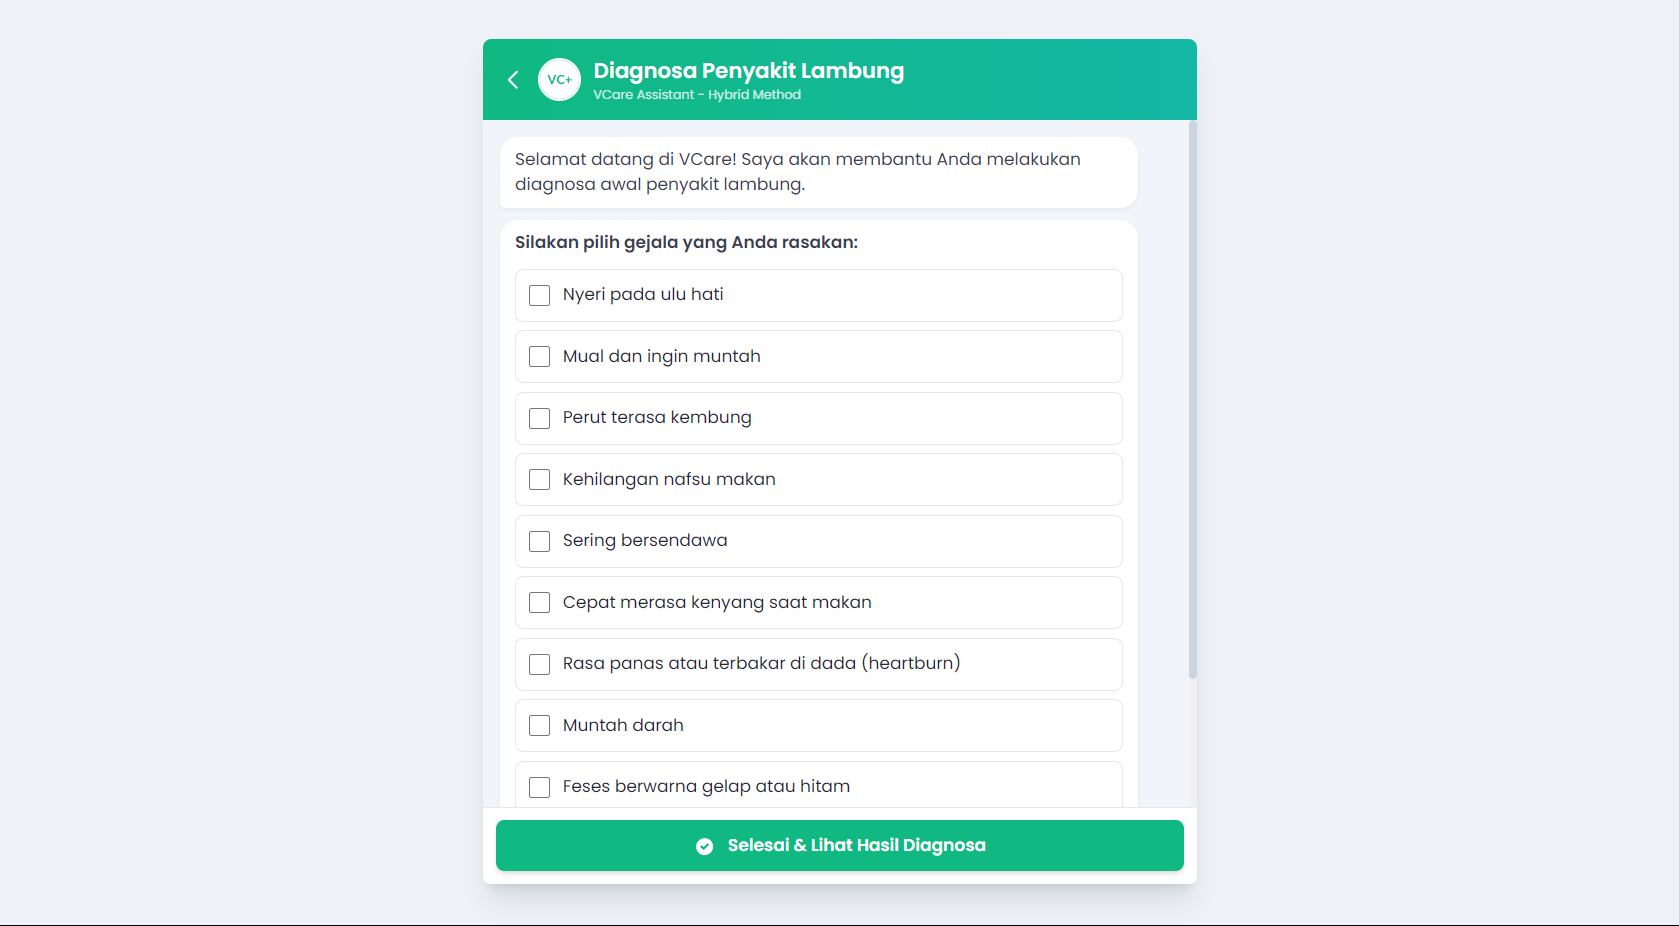 VC+
Diagnosa Penyakit Lambung
VCare Assistant - Hybrid Method
Selamat datang di VCare! Saya akan membantu Anda melakukan
diagnosa awal penyakit lambung.
Silakan pilih gejala yang Anda rasakan:
Nyeri pada ulu hati
Mual dan ingin muntah
Perut terasa kembung
Kehilangan nafsu makan
Sering bersendawa
Cepat merasa kenyang saat makan
Rasa panas atau terbakar di dada (heartburn)
Muntah darah
Feses berwarna gelap atau hitam
Selesai & Lihat Hasil Diagnosa